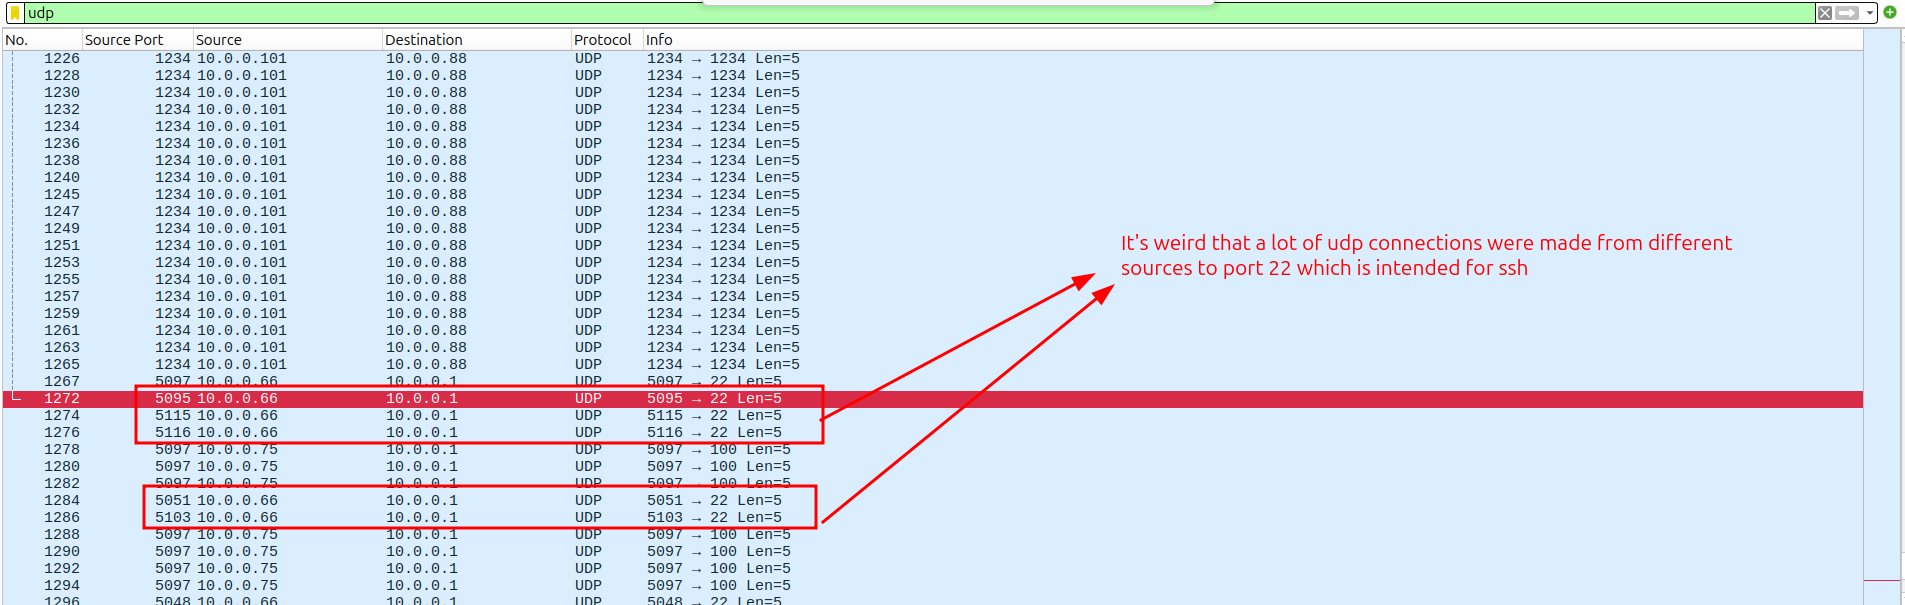 udp
No. Source Port Source Destination Protocol Info
1226 1234 10.0.0.101 10.0.0.88 UDP 1234 → 1234 Len=5
1228 1234 10.0.0.101 10.0.0.88 UDP 1234 → 1234 Len=5
1230 1234 10.0.0.101 10.0.0.88 UDP 1234 → 1234 Len=5
1232 1234 10.0.0.101 10.0.0.88 UDP 1234 → 1234 Len=5
1234 1234 10.0.0.101 10.0.0.88 UDP 1234 → 1234 Len=5
1236 1234 10.0.0.101 10.0.0.88 UDP 1234 → 1234 Len=5
1238 1234 10.0.0.101 10.0.0.88 UDP 1234 → 1234 Len=5
1240 1234 10.0.0.101 10.0.0.88 UDP 1234 → 1234 Len=5
1245 1234 10.0.0.101 10.0.0.88 UDP 1234 → 1234 Len=5
1247 1234 10.0.0.101 10.0.0.88 UDP 1234 → 1234 Len=5
1249 1234 10.0.0.101 10.0.0.88 UDP 1234 → 1234 Len=5
1251 1234 10.0.0.101 10.0.0.88 UDP 1234 → 1234 Len=5
1253 1234 10.0.0.101 10.0.0.88 UDP 1234 → 1234 Len=5
1255 1234 10.0.0.101 10.0.0.88 UDP 1234 → 1234 Len=5
1257 1234 10.0.0.101 10.0.0.88 UDP 1234 → 1234 Len=5
1259 1234 10.0.0.101 10.0.0.88 UDP 1234 → 1234 Len=5
1261 1234 10.0.0.101 10.0.0.88 UDP 1234 → 1234 Len=5
1263 1234 10.0.0.101 10.0.0.88 UDP 1234 → 1234 Len=5
1265 1234 10.0.0.101 10.0.0.88 UDP 1234 → 1234 Len=5
1267 5097 10.0.0.66 10.0.0.1 UDP 5097 → 22 Len=5
1272 5095 10.0.0.66 10.0.0.1 UDP 5095 → 22 Len=5
1274 5115 10.0.0.66 10.0.0.1 UDP 5115 → 22 Len=5
1276 5116 10.0.0.66 10.0.0.1 UDP 5116 → 22 Len=5
1278 5097 10.0.0.75 10.0.0.1 UDP 5097 → 100 Len=5
1280 5097 10.0.0.75 10.0.0.1 UDP 5097 → 100 Len=5
1282 5097 10.0.0.75 10.0.0.1 UDP 5097 → 100 Len=5
1284 5051 10.0.0.66 10.0.0.1 UDP 5051 → 22 Len=5
1286 5103 10.0.0.66 10.0.0.1 UDP 5103 → 22 Len=5
1288 5097 10.0.0.75 10.0.0.1 UDP 5097 → 100 Len=5
1290 5097 10.0.0.75 10.0.0.1 UDP 5097 → 100 Len=5
1292 5097 10.0.0.75 10.0.0.1 UDP 5097 → 100 Len=5
1294 5097 10.0.0.75 10.0.0.1 UDP 5097 → 100 Len=5
1296 5048 10.0.0.66 10.0.0.1 UDP 5048 → 22 Len=5
It's weird that a lot of udp connections were made from different
sources to port 22 which is intended for ssh